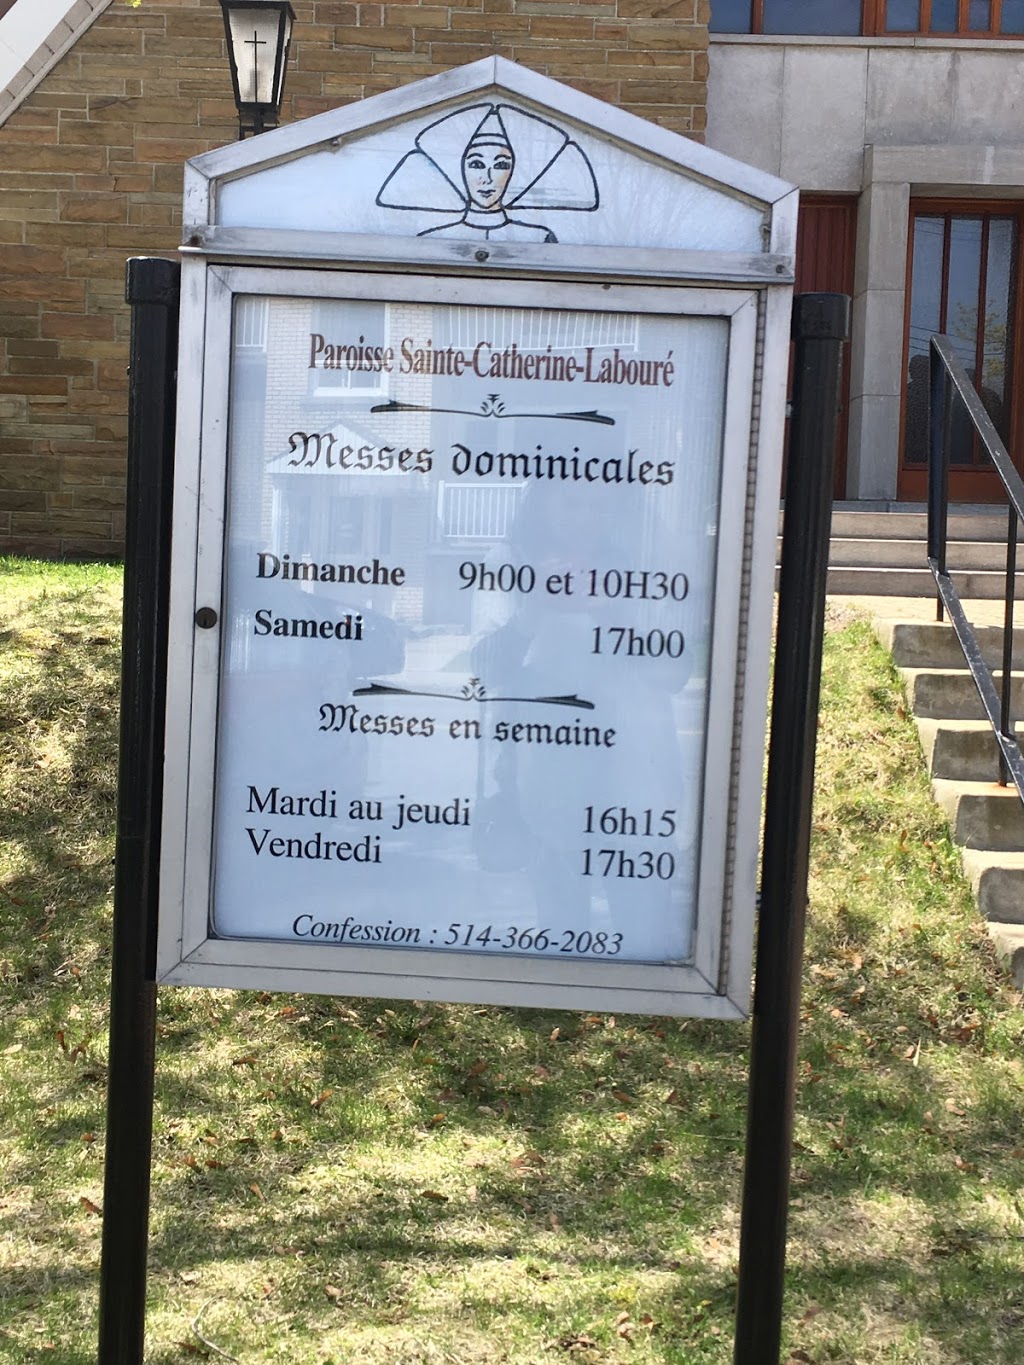 Paroisse Sainte-Catherine-Labouré
Messes dominicales
Dimanche 9h00 et 10H30
Samedi 17h00
Messes en semaine
Mardi au jeudi 16h15
Vendredi 17h30
Confession : 514-366-2083